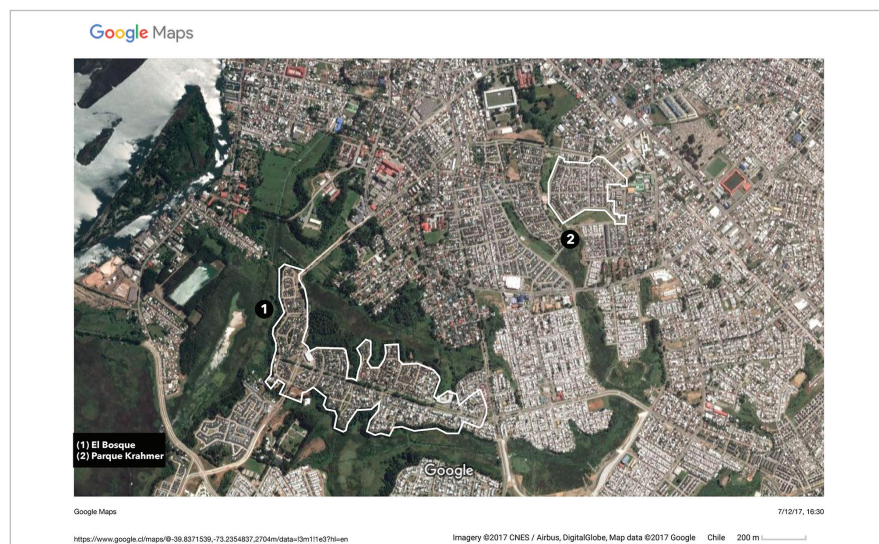 Google Maps
1
2
(1) El Bosque
(2) Parque Krahmer
Google
Google Maps
7/12/17, 16:30
https://www.google.cl/maps/@-39.8371539,-73.2354837,2704m/data=!3m1!1e3?hl=en
Imagery ©2017 CNES / Airbus, DigitalGlobe, Map data ©2017 Google Chile 200 m